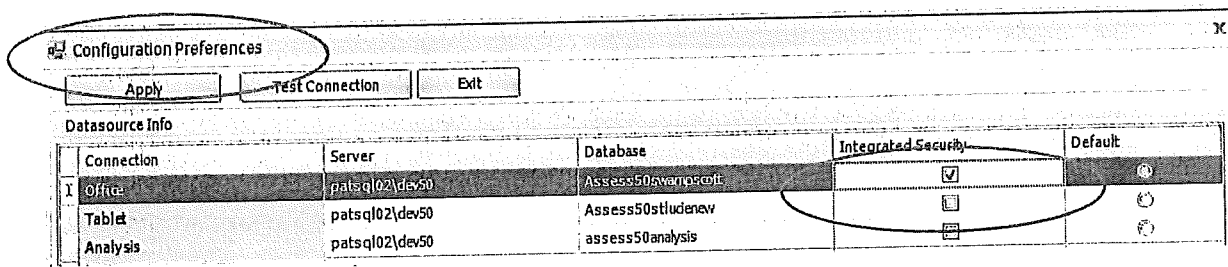 Configuration Preferences
Apply Test Connection Exit
Datasource Info
Connection Server Database Integrated Security Default
Office patsql02\dev50 Assess50swampscott
Tablet patsql02\dev50 Assess50stlucienew
Analysis patsql02\dev50 assess50analysis